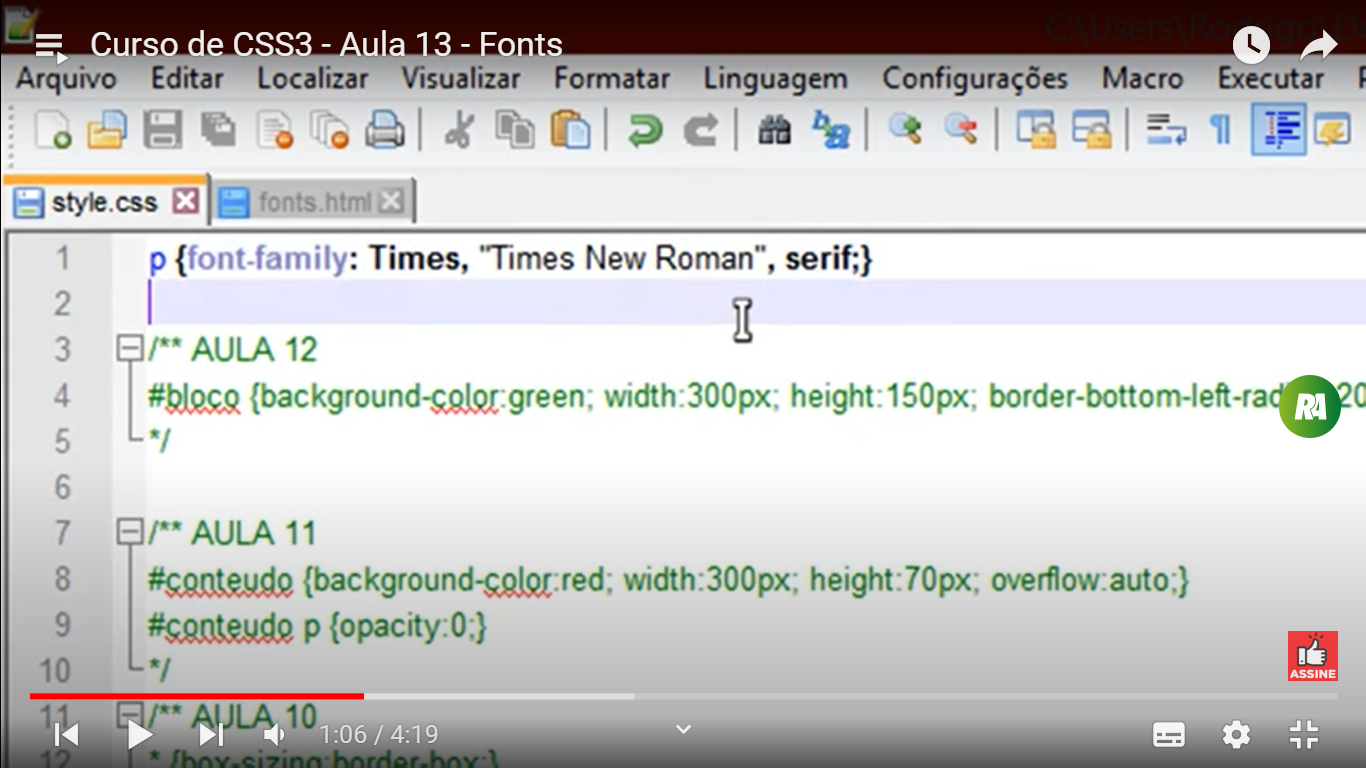 C:\Users\Rodrigo\D
Curso de CSS3 - Aula 13 - Fonts
Arquivo Editar Localizar Visualizar Formatar Linguagem Configurações Macro Executar
style.css fonts.html
1 p {font-family: Times, "Times New Roman", serif;}
2
3 /** AULA 12
4 #bloco {background-color:green; width:300px; height:150px; border-bottom-left-rad 20
RA
5 */
6
7 /** AULA 11
8 #conteudo {background-color:red; width:300px; height:70px; overflow:auto;}
9 #conteudo p {opacity:0;}
10 */
ASSINE
11 /** AULA 10
1:06 / 4:19
12 * {box-sizing:border-box;}